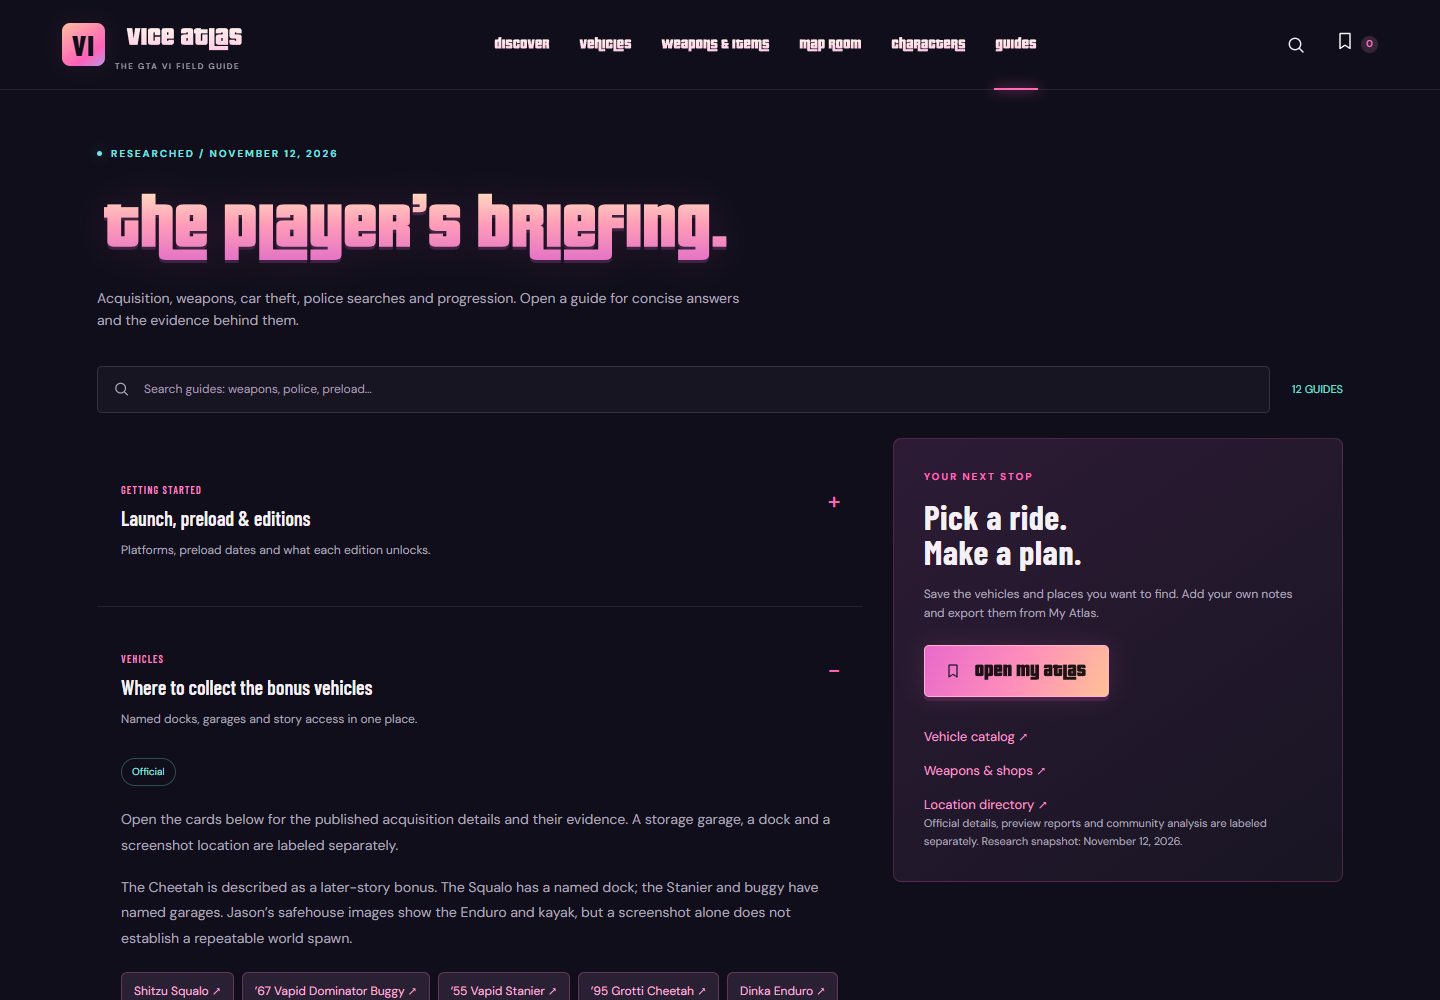 VI
vice atlas
THE GTA VI FIELD GUIDE
discover
vehicles
weapons & items
map room
characters
guides
0
RESEARCHED / NOVEMBER 12, 2026
the player’s briefing.
Acquisition, weapons, car theft, police searches and progression. Open a guide for concise answers
and the evidence behind them.
Search guides: weapons, police, preload…
12 GUIDES
GETTING STARTED
Launch, preload & editions
Platforms, preload dates and what each edition unlocks.
+
VEHICLES
Where to collect the bonus vehicles
Named docks, garages and story access in one place.
−
Official
Open the cards below for the published acquisition details and their evidence. A storage garage, a dock and a
screenshot location are labeled separately.
The Cheetah is described as a later-story bonus. The Squalo has a named dock; the Stanier and buggy have
named garages. Jason’s safehouse images show the Enduro and kayak, but a screenshot alone does not
establish a repeatable world spawn.
Shitzu Squalo ↗
’67 Vapid Dominator Buggy ↗
’55 Vapid Stanier ↗
’95 Grotti Cheetah ↗
Dinka Enduro ↗
YOUR NEXT STOP
Pick a ride.
Make a plan.
Save the vehicles and places you want to find. Add your own notes
and export them from My Atlas.
open my atlas
Vehicle catalog ↗
Weapons & shops ↗
Location directory ↗
Official details, preview reports and community analysis are labeled
separately. Research snapshot: November 12, 2026.